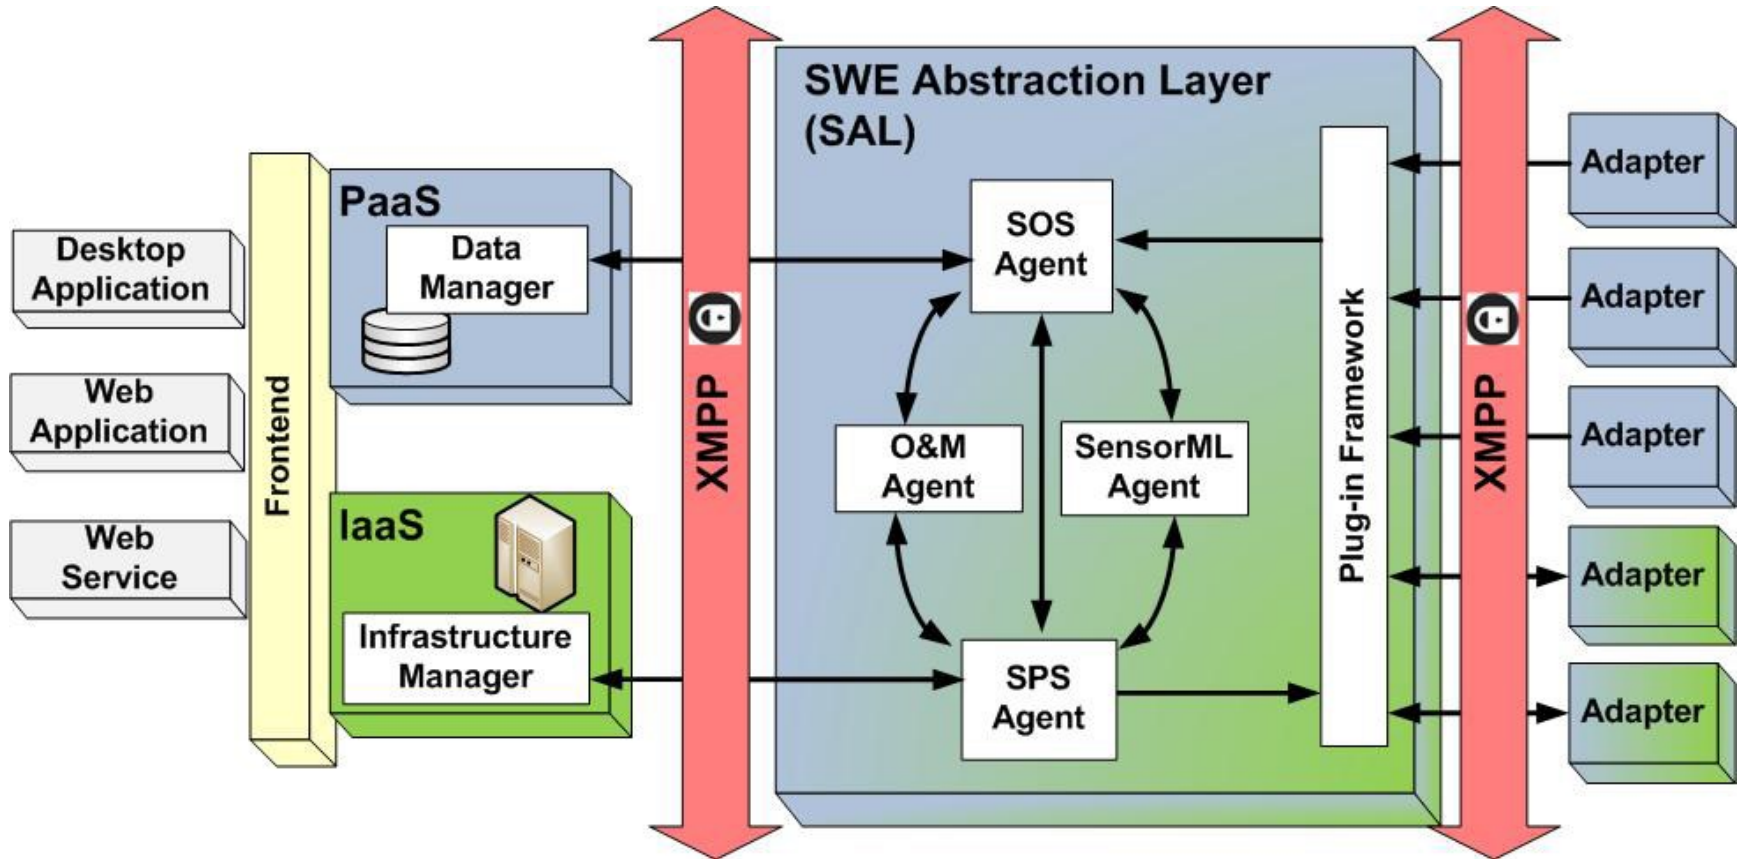 Desktop
Application
Web
Application
Web
Service
Frontend
PaaS
Data
Manager
IaaS
Infrastructure
Manager
XMPP
SWE Abstraction Layer
(SAL)
SOS
Agent
O&M
Agent
SensorML
Agent
SPS
Agent
Plug-in Framework
XMPP
Adapter
Adapter
Adapter
Adapter
Adapter